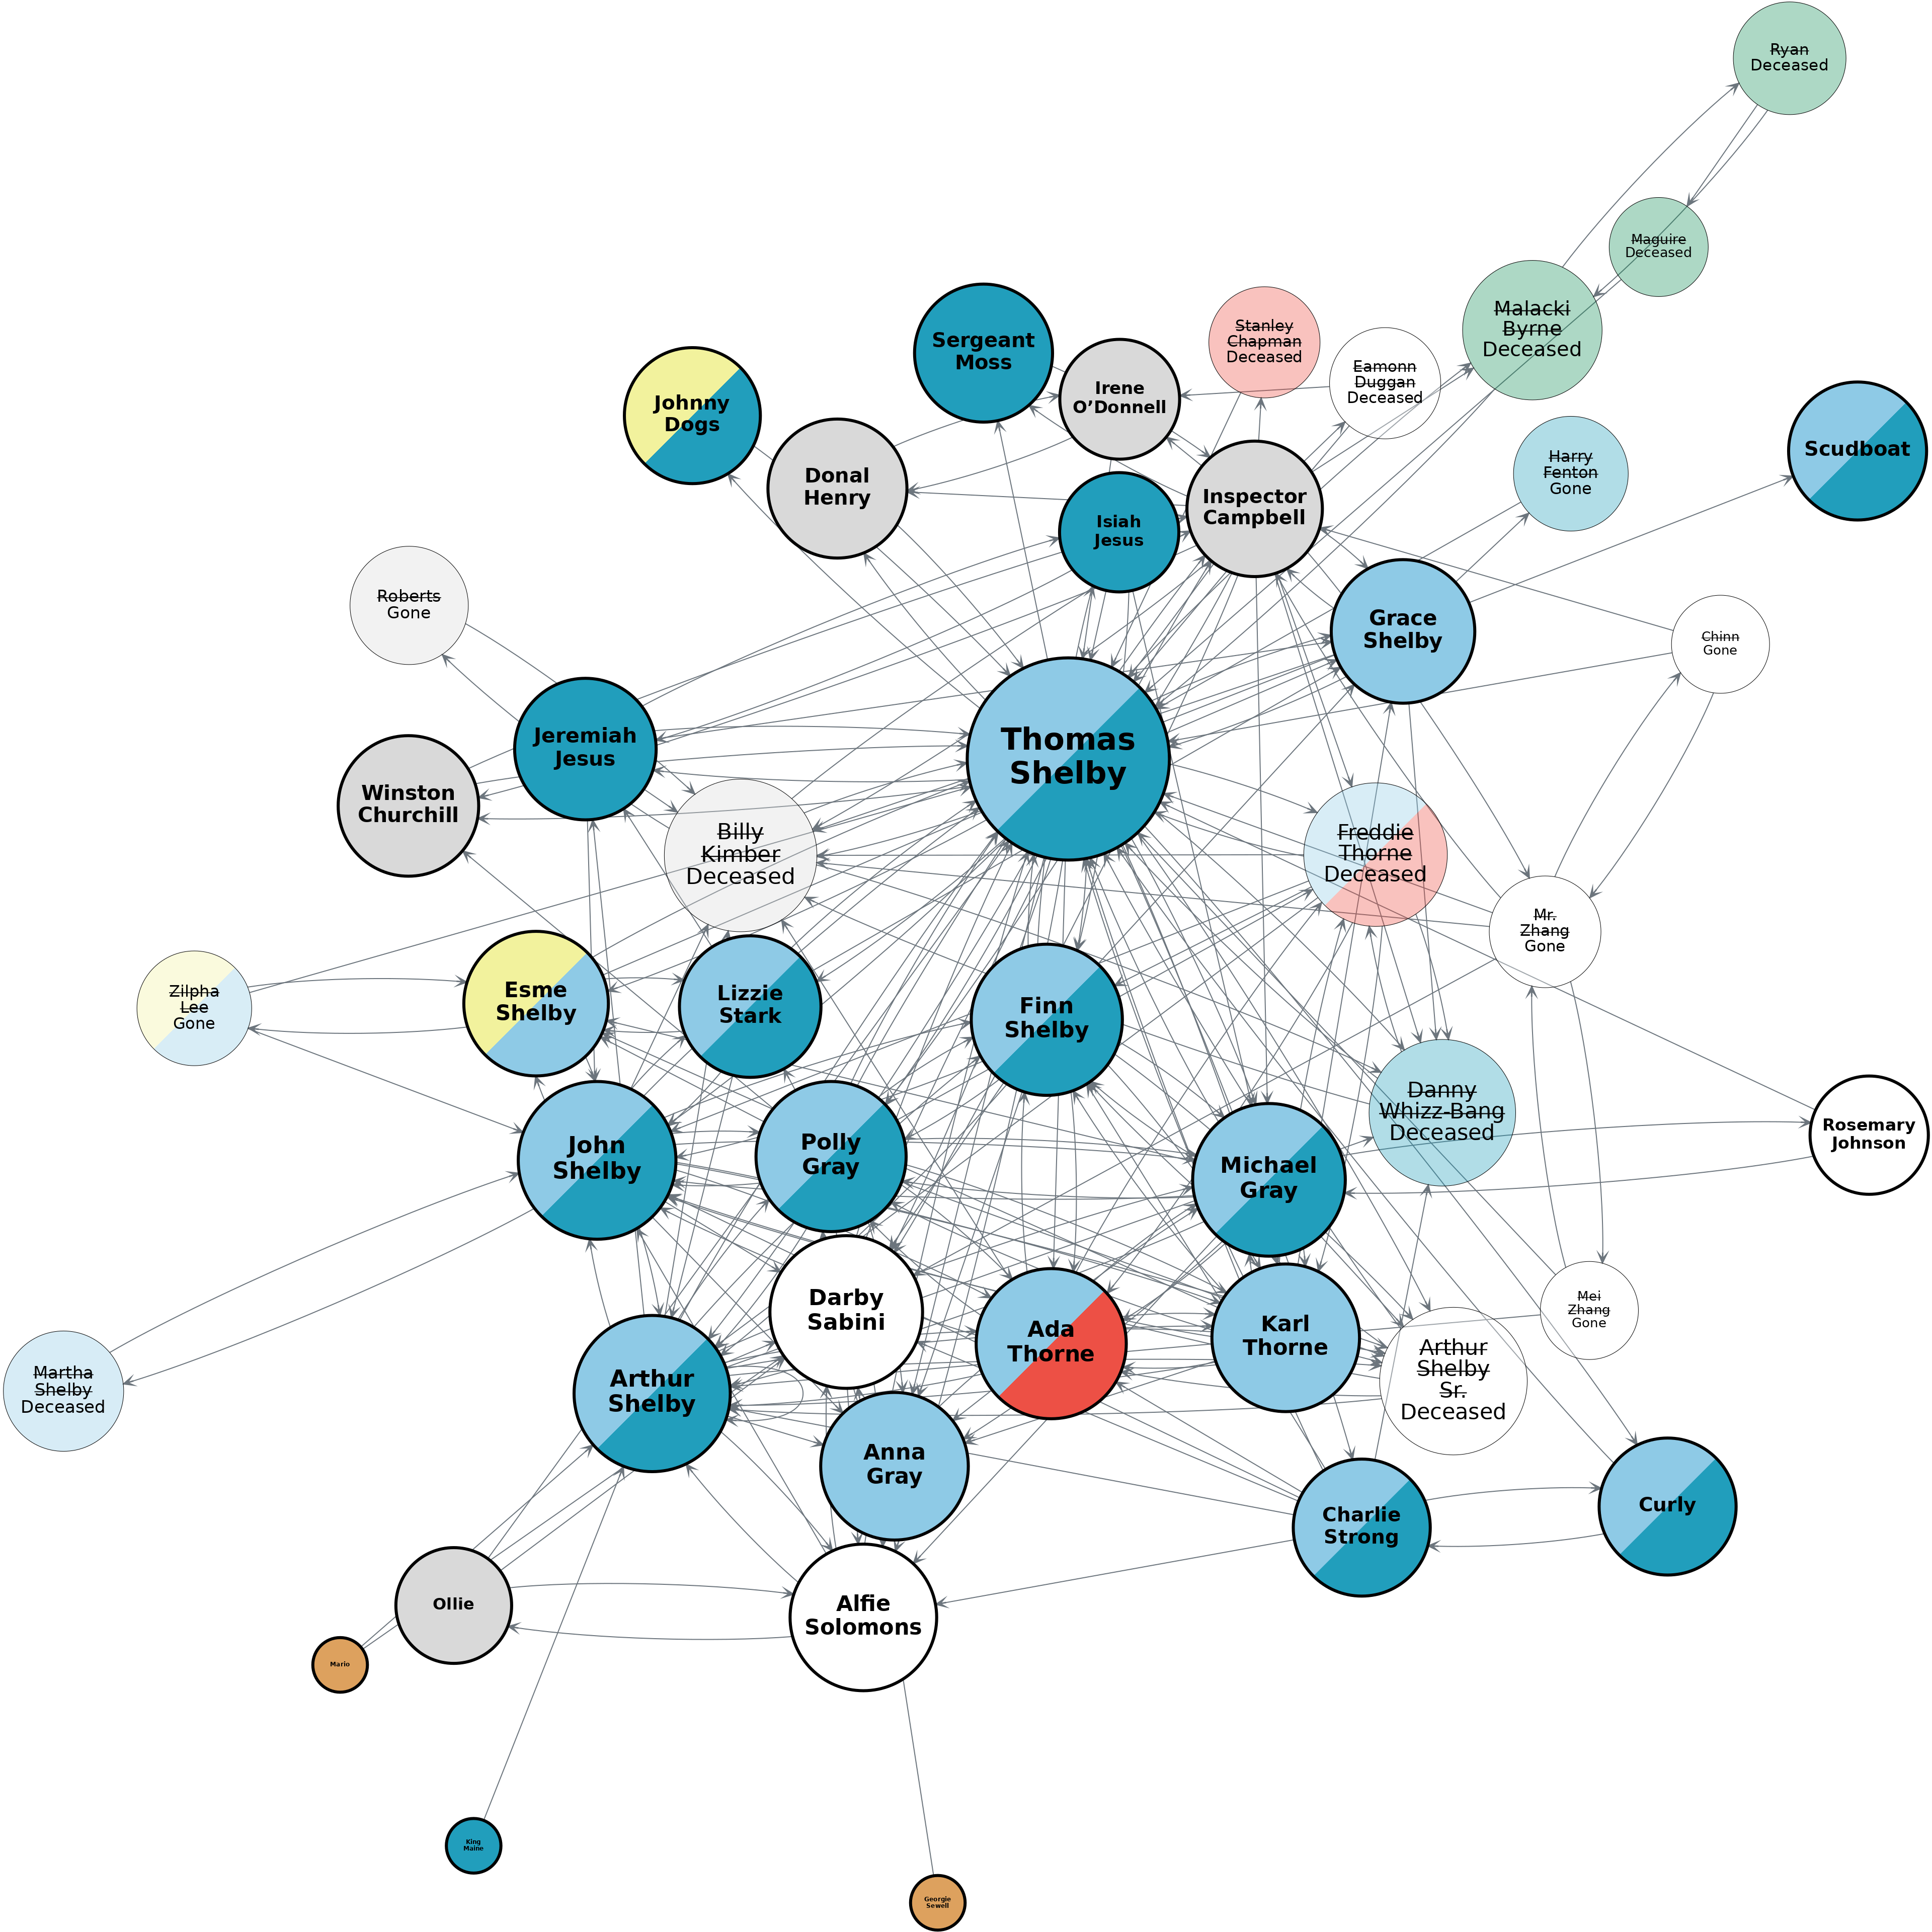 Ryan
Deceased
Maguire
Deceased
Malacki
Byrne
Deceased
Sergeant
Moss
Stanley
Chapman
Deceased
Eamonn
Duggan
Deceased
Irene
O’Donnell
Johnny
Dogs
Scudboat
Harry
Fenton
Gone
Donal
Henry
Inspector
Campbell
Isiah
Jesus
Roberts
Gone
Grace
Shelby
Chinn
Gone
Jeremiah
Jesus
Thomas
Shelby
Winston
Churchill
Billy
Kimber
Deceased
Freddie
Thorne
Deceased
Mr.
Zhang
Gone
Zilpha
Lee
Gone
Esme
Shelby
Lizzie
Stark
Finn
Shelby
Danny
Whizz-Bang
Deceased
Rosemary
Johnson
John
Shelby
Polly
Gray
Michael
Gray
Darby
Sabini
Mei
Zhang
Gone
Ada
Thorne
Karl
Thorne
Arthur
Shelby
Sr.
Deceased
Martha
Shelby
Deceased
Arthur
Shelby
Anna
Gray
Charlie
Strong
Curly
Ollie
Alfie
Solomons
Mario
King
Maine
Georgie
Sewell